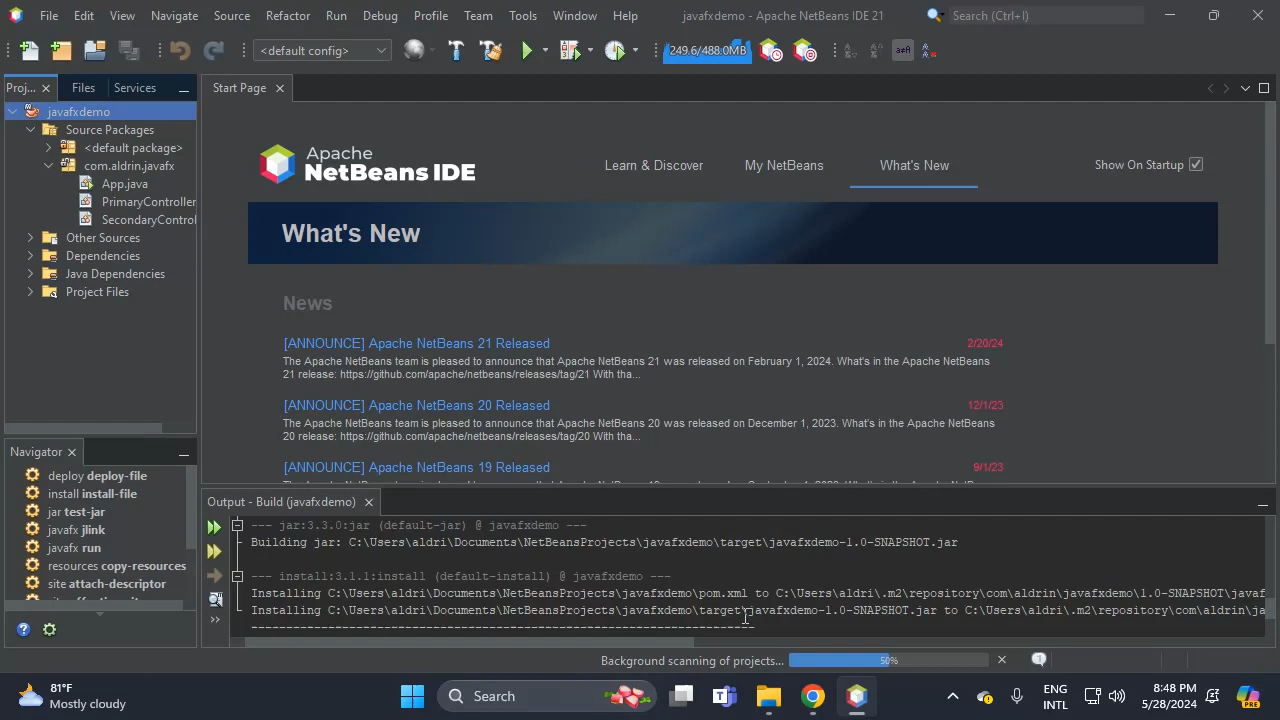 File Edit View Navigate Source Refactor Run Debug Profile Team Tools Window Help javafxdemo - Apache NetBeans IDE 21 Search (Ctrl+I)
<default config> 249.6/488.0MB
Proj... Files Services
Start Page
javafxdemo
Source Packages
<default package>
com.aldrin.javafx
App.java
PrimaryController
SecondaryControl
Other Sources
Dependencies
Java Dependencies
Project Files
Apache
NetBeans IDE
Learn & Discover My NetBeans What's New Show On Startup
What's New
News
[ANNOUNCE] Apache NetBeans 21 Released 2/20/24
The Apache NetBeans team is pleased to announce that Apache NetBeans 21 was released on February 1, 2024. What's in the Apache NetBeans
21 release: https://github.com/apache/netbeans/releases/tag/21 With tha...
[ANNOUNCE] Apache NetBeans 20 Released 12/1/23
The Apache NetBeans team is pleased to announce that Apache NetBeans 20 was released on December 1, 2023. What's in the Apache NetBeans
20 release: https://github.com/apache/netbeans/releases/tag/20 With tha...
[ANNOUNCE] Apache NetBeans 19 Released 9/1/23
Navigator
deploy deploy-file
install install-file
jar test-jar
javafx jlink
javafx run
resources copy-resources
site attach-descriptor
Output - Build (javafxdemo)
--- jar:3.3.0:jar (default-jar) @ javafxdemo ---
Building jar: C:\Users\aldri\Documents\NetBeansProjects\javafxdemo\target\javafxdemo-1.0-SNAPSHOT.jar
--- install:3.1.1:install (default-install) @ javafxdemo ---
Installing C:\Users\aldri\Documents\NetBeansProjects\javafxdemo\pom.xml to C:\Users\aldri\.m2\repository\com\aldrin\javafxdemo\1.0-SNAPSHOT\javaf
Installing C:\Users\aldri\Documents\NetBeansProjects\javafxdemo\target\javafxdemo-1.0-SNAPSHOT.jar to C:\Users\aldri\.m2\repository\com\aldrin\ja
------------------------------------------------------------------------
Background scanning of projects... 50%
81°F
Mostly cloudy
Search
ENG
INTL
8:48 PM
5/28/2024
PRE